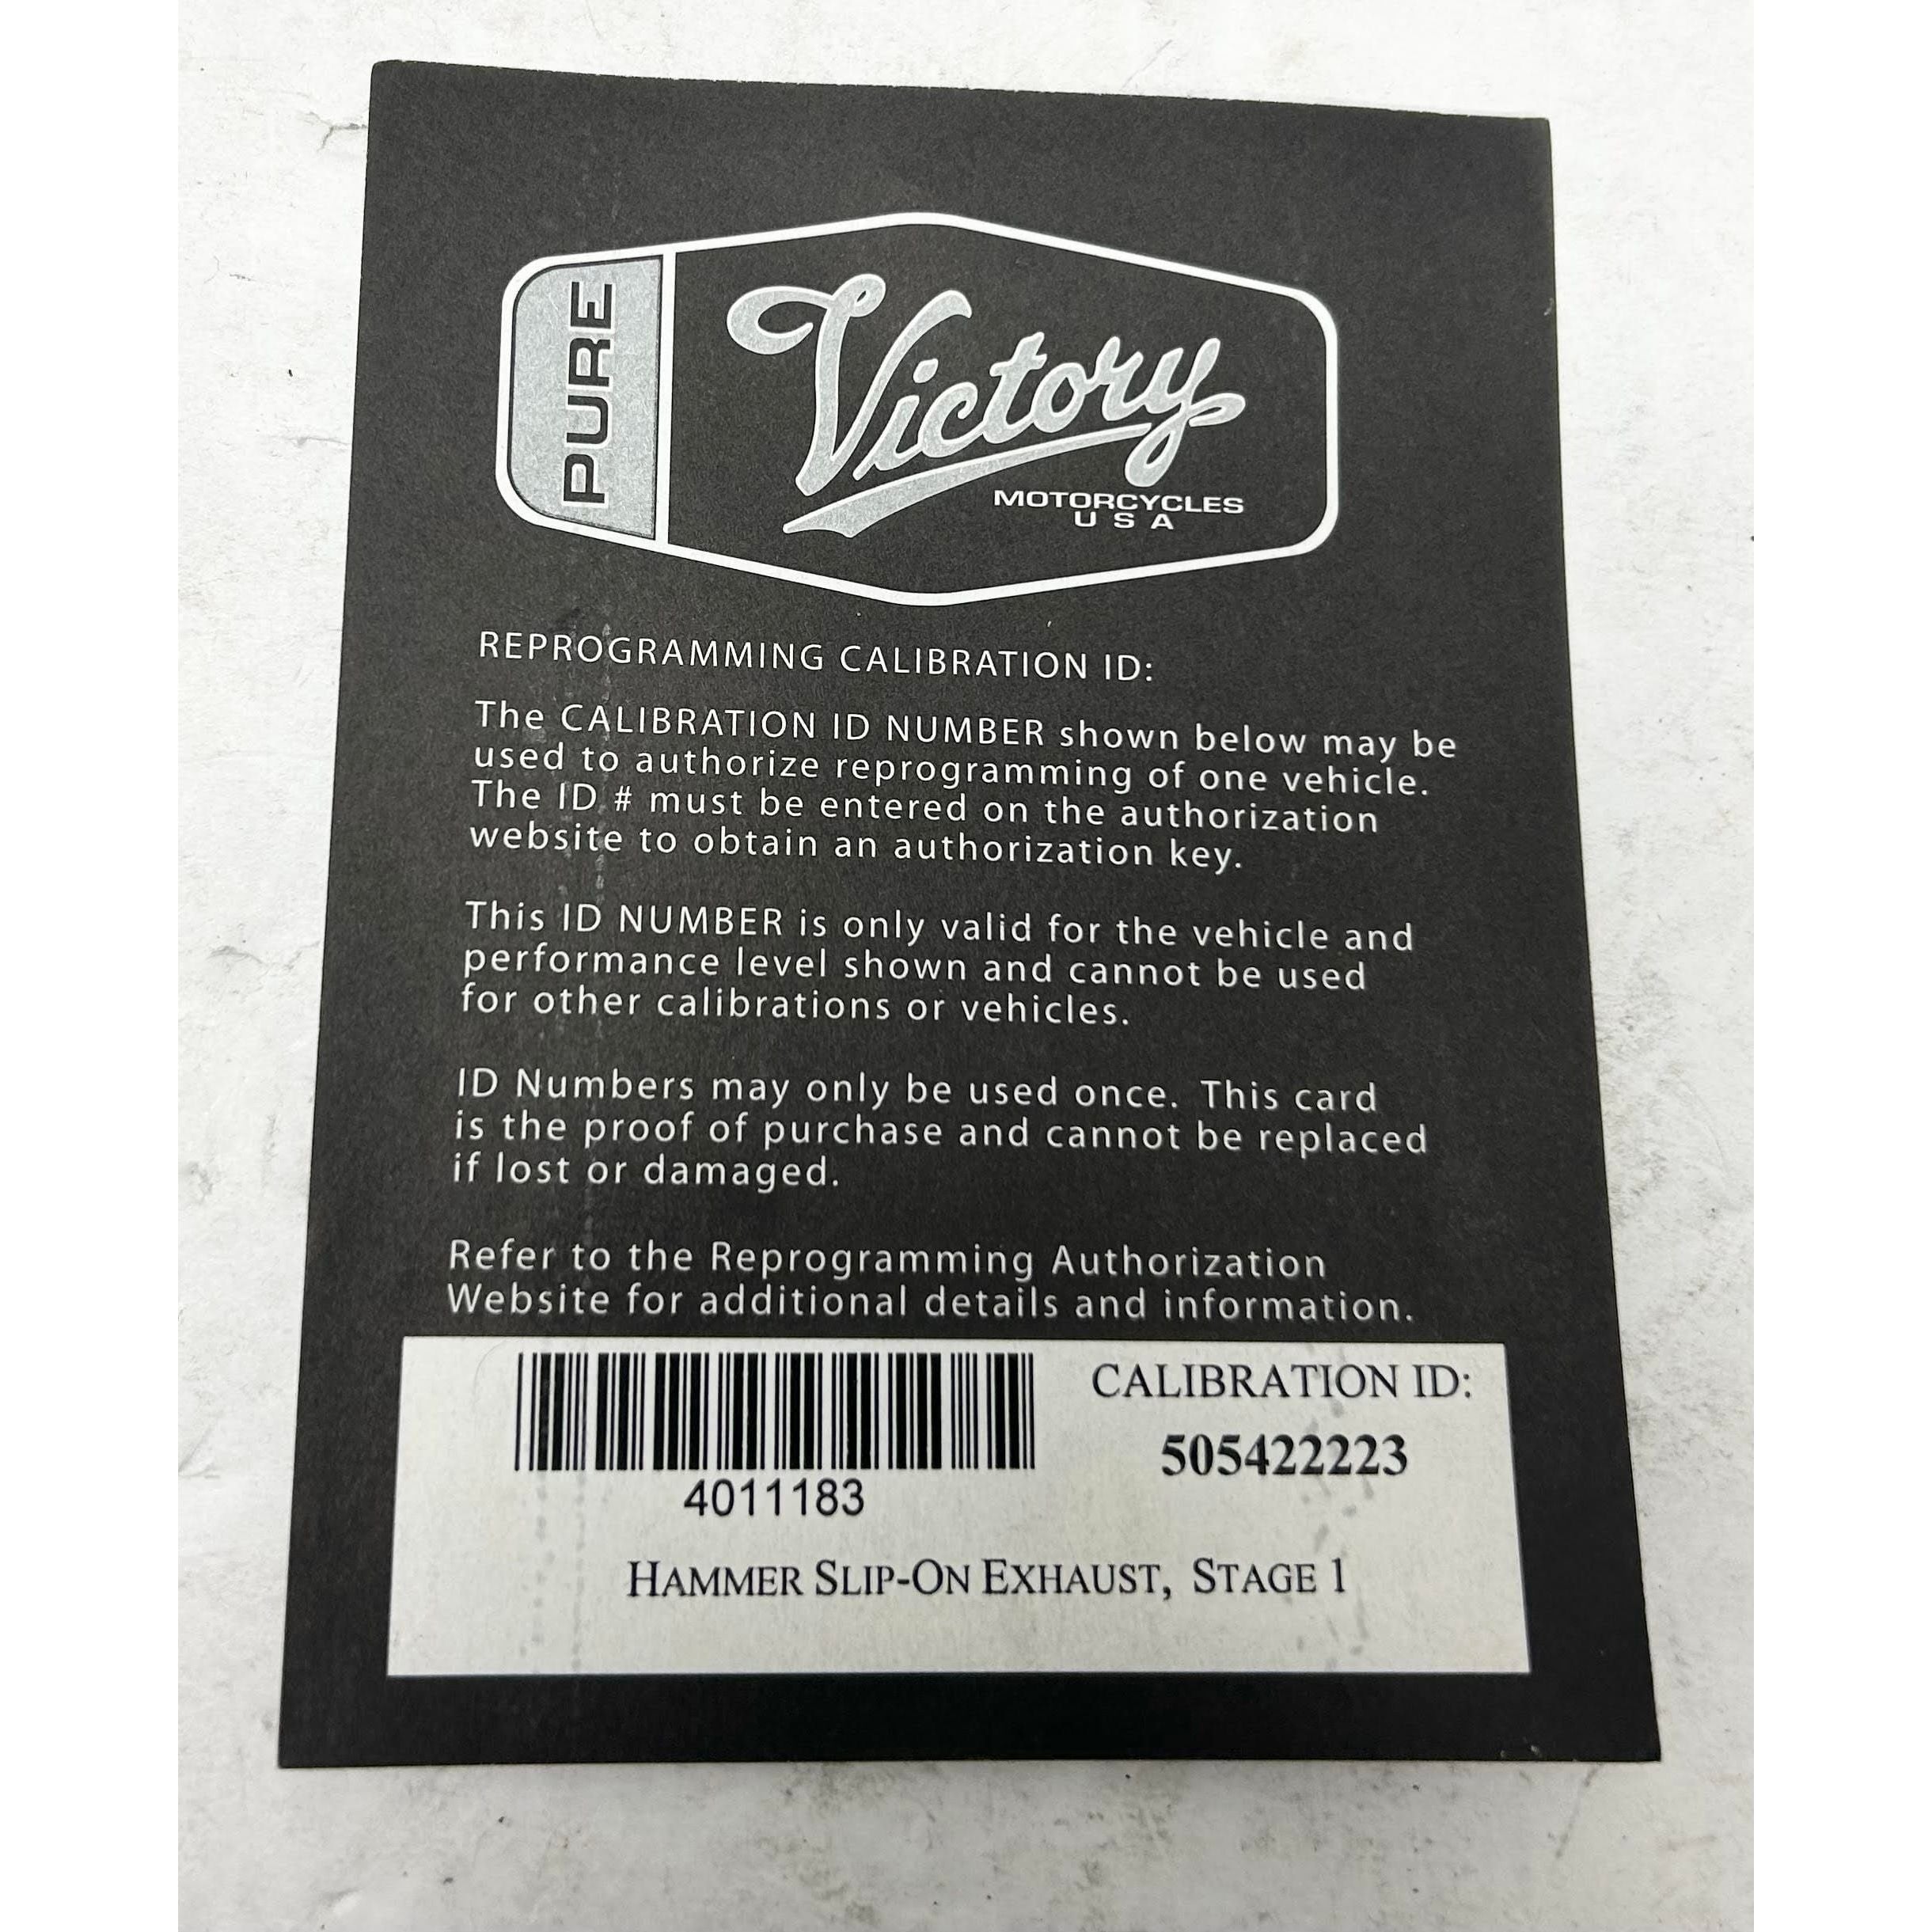 PURE
Victory
MOTORCYCLES
USA
REPROGRAMMING CALIBRATION ID:
The CALIBRATION ID NUMBER shown below may be
used to authorize reprogramming of one vehicle.
The ID # must be entered on the authorization
website to obtain an authorization key.
This ID NUMBER is only valid for the vehicle and
performance level shown and cannot be used
for other calibrations or vehicles.
ID Numbers may only be used once. This card
is the proof of purchase and cannot be replaced
if lost or damaged.
Refer to the Reprogramming Authorization
Website for additional details and information.
4011183
CALIBRATION ID:
505422223
HAMMER SLIP-ON EXHAUST, STAGE 1